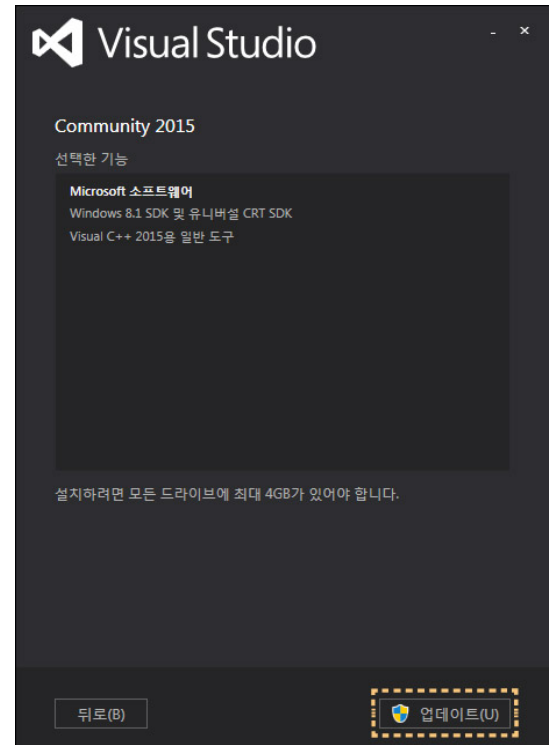 Visual Studio
Community 2015
선택한 기능
Microsoft 소프트웨어
Windows 8.1 SDK 및 유니버설 CRT SDK
Visual C++ 2015용 일반 도구
설치하려면 모든 드라이브에 최대 4GB가 있어야 합니다.
뒤로(B) 업데이트(U)